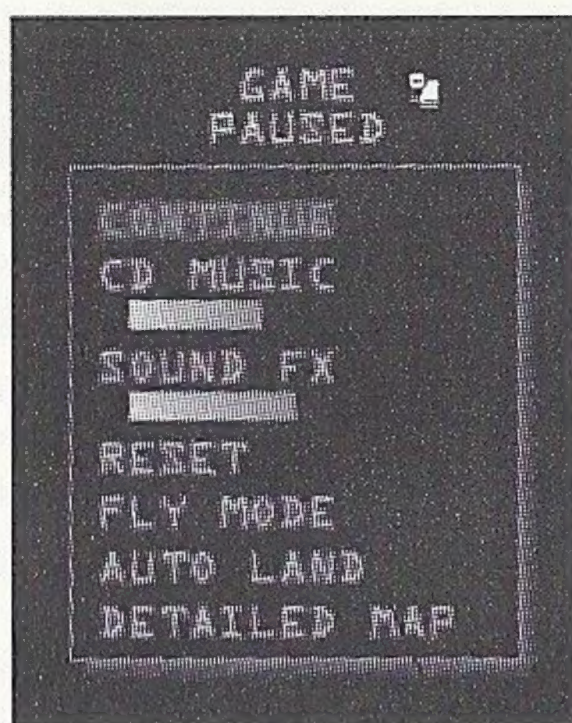 GAME
PAUSED
CONTINUE
CD MUSIC
SOUND FX
RESET
FLY MODE
AUTO LAND
DETAILED MAP